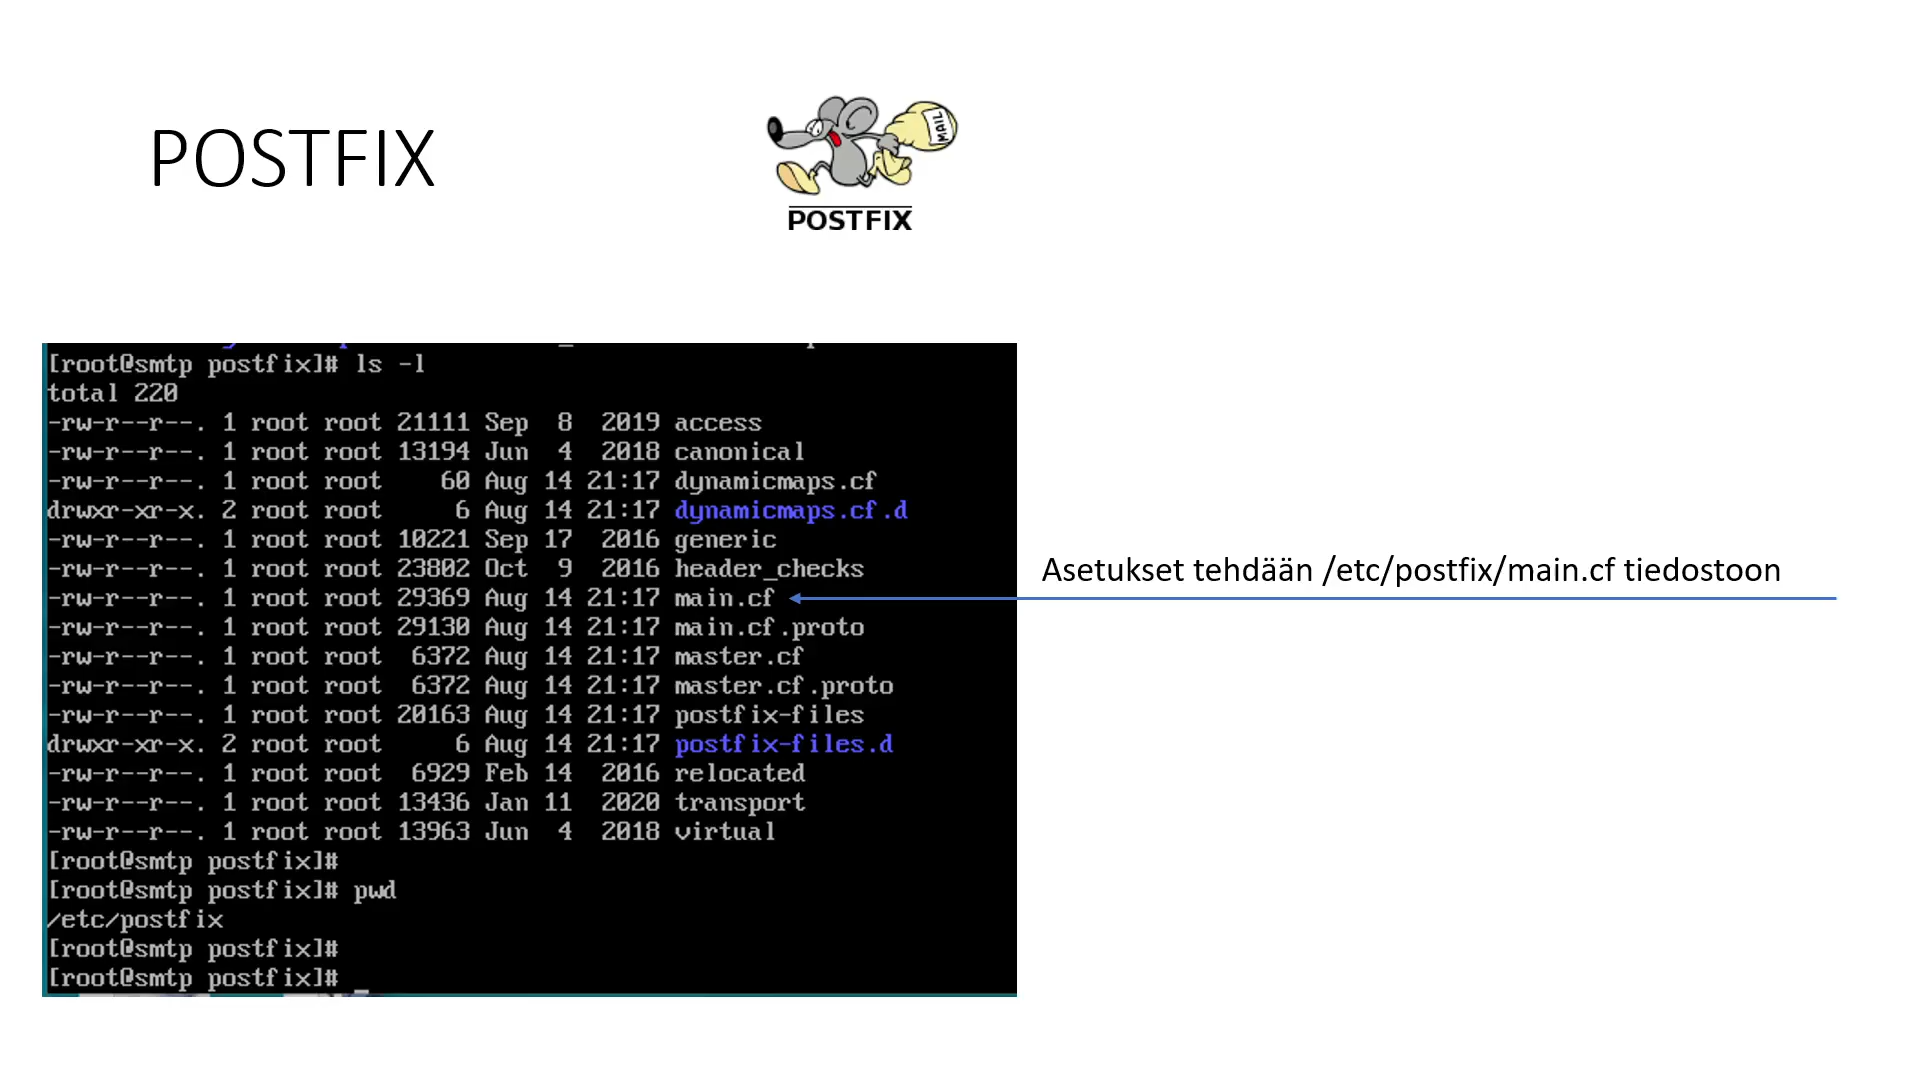 POSTFIX
MAIL
POSTFIX
[root@smtp postfix]# ls -l
total 220
-rw-r--r--. 1 root root 21111 Sep  8  2019 access
-rw-r--r--. 1 root root 13194 Jun  4  2018 canonical
-rw-r--r--. 1 root root    60 Aug 14 21:17 dynamicmaps.cf
drwxr-xr-x. 2 root root     6 Aug 14 21:17 dynamicmaps.cf.d
-rw-r--r--. 1 root root 10221 Sep 17  2016 generic
-rw-r--r--. 1 root root 23802 Oct  9  2016 header_checks
-rw-r--r--. 1 root root 29369 Aug 14 21:17 main.cf
-rw-r--r--. 1 root root 29130 Aug 14 21:17 main.cf.proto
-rw-r--r--. 1 root root  6372 Aug 14 21:17 master.cf
-rw-r--r--. 1 root root  6372 Aug 14 21:17 master.cf.proto
-rw-r--r--. 1 root root 20163 Aug 14 21:17 postfix-files
drwxr-xr-x. 2 root root     6 Aug 14 21:17 postfix-files.d
-rw-r--r--. 1 root root  6929 Feb 14  2016 relocated
-rw-r--r--. 1 root root 13436 Jan 11  2020 transport
-rw-r--r--. 1 root root 13963 Jun  4  2018 virtual
[root@smtp postfix]#
[root@smtp postfix]# pwd
/etc/postfix
[root@smtp postfix]#
[root@smtp postfix]# _
Asetukset tehdään /etc/postfix/main.cf tiedostoon